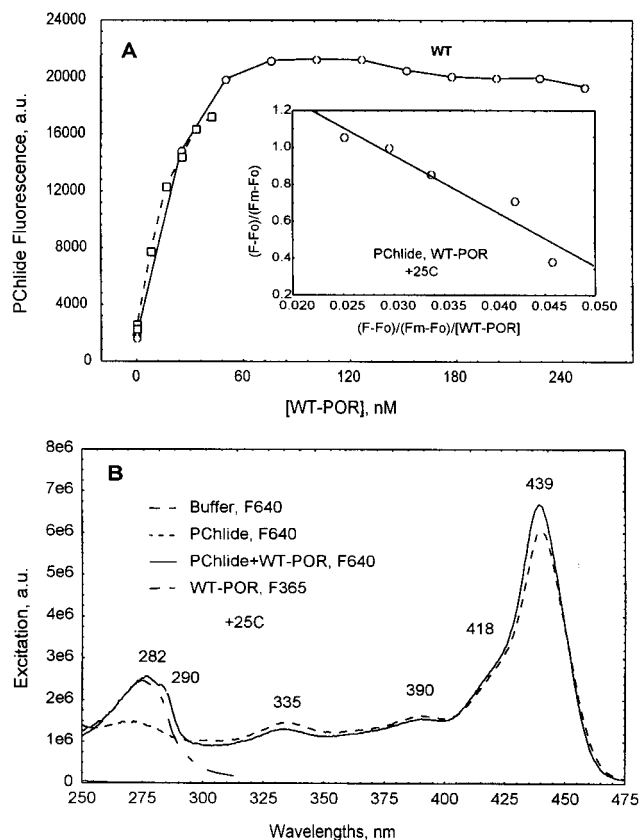 A
WT
24000
20000
16000
12000
8000
4000
0
PChlide Fluorescence, a.u.
1.2
1.0
0.8
0.6
0.4
0.2
(F-Fo)/(Fm-Fo)
PChlide, WT-POR
+25C
0.020 0.025 0.030 0.035 0.040 0.045 0.050
(F-Fo)/(Fm-Fo)/[WT-POR]
0 60 120 180 240
[WT-POR], nM
B
8e6
7e6
6e6
5e6
4e6
3e6
2e6
1e6
0
Excitation, a.u.
Buffer, F640
PChlide, F640
PChlide+WT-POR, F640
WT-POR, F365
+25C
439
418
390
335
290
282
250 275 300 325 350 375 400 425 450 475
Wavelengths, nm